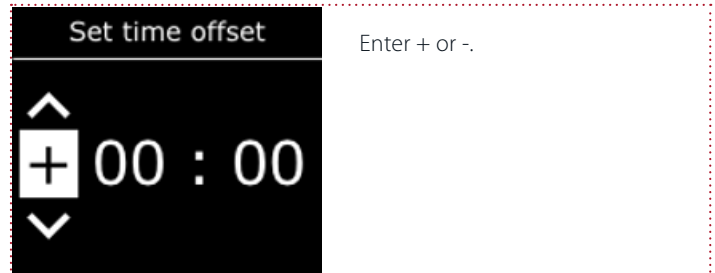 Set time offset
Enter + or -.
+ 00 : 00